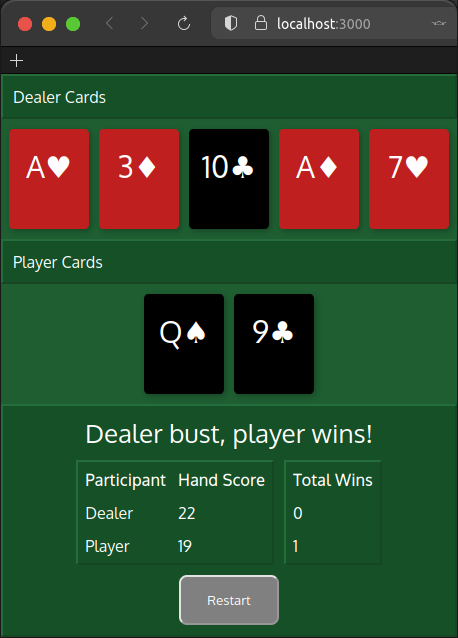 localhost:3000
Dealer Cards
A♥ 3♦ 10♣ A♦ 7♥
Player Cards
Q♠ 9♣
Dealer bust, player wins!
Participant Hand Score Total Wins
Dealer 22 0
Player 19 1
Restart